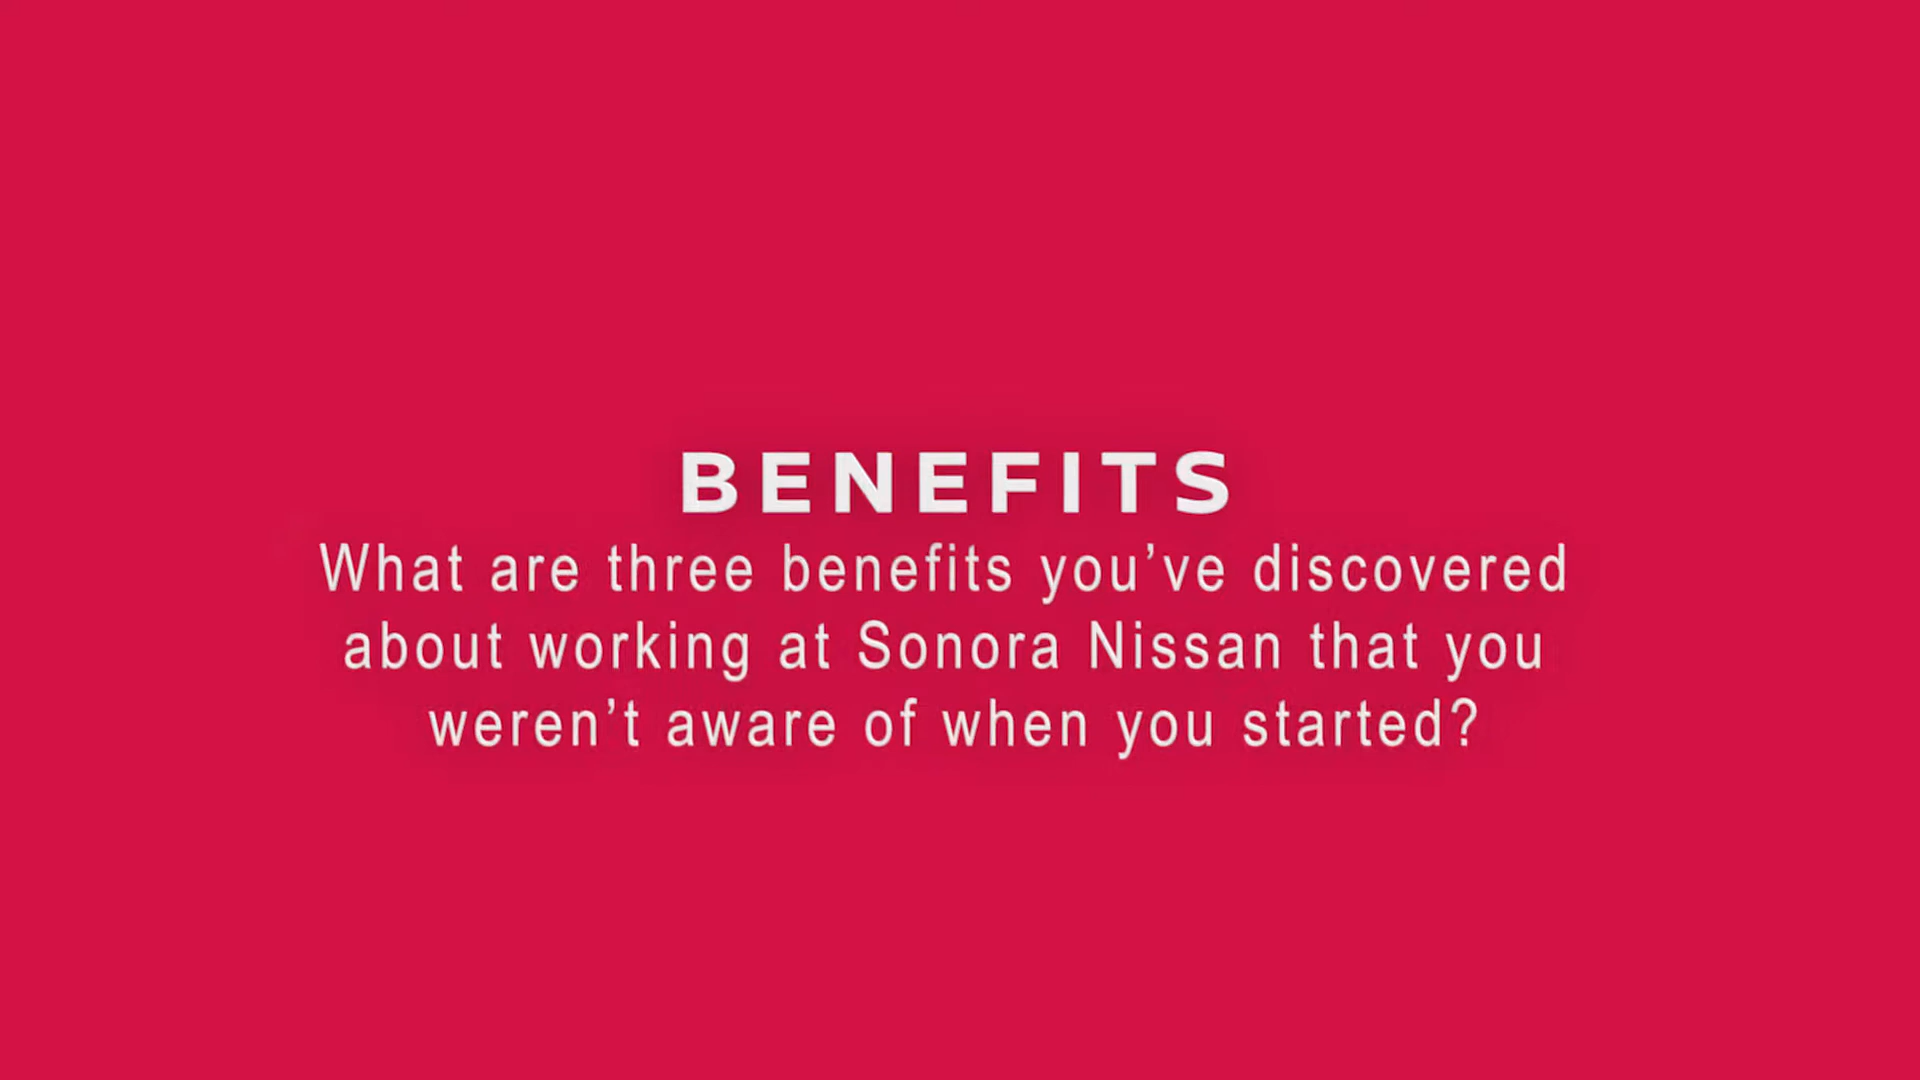 BENEFITS
What are three benefits you’ve discovered
about working at Sonora Nissan that you
weren’t aware of when you started?